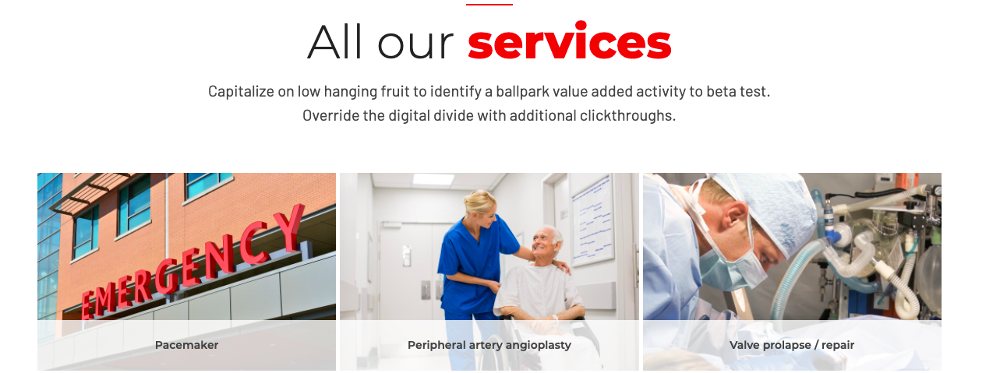 All our services
Capitalize on low hanging fruit to identify a ballpark value added activity to beta test.
Override the digital divide with additional clickthroughs.
EMERGENCY
Pacemaker
Peripheral artery angioplasty
Valve prolapse / repair